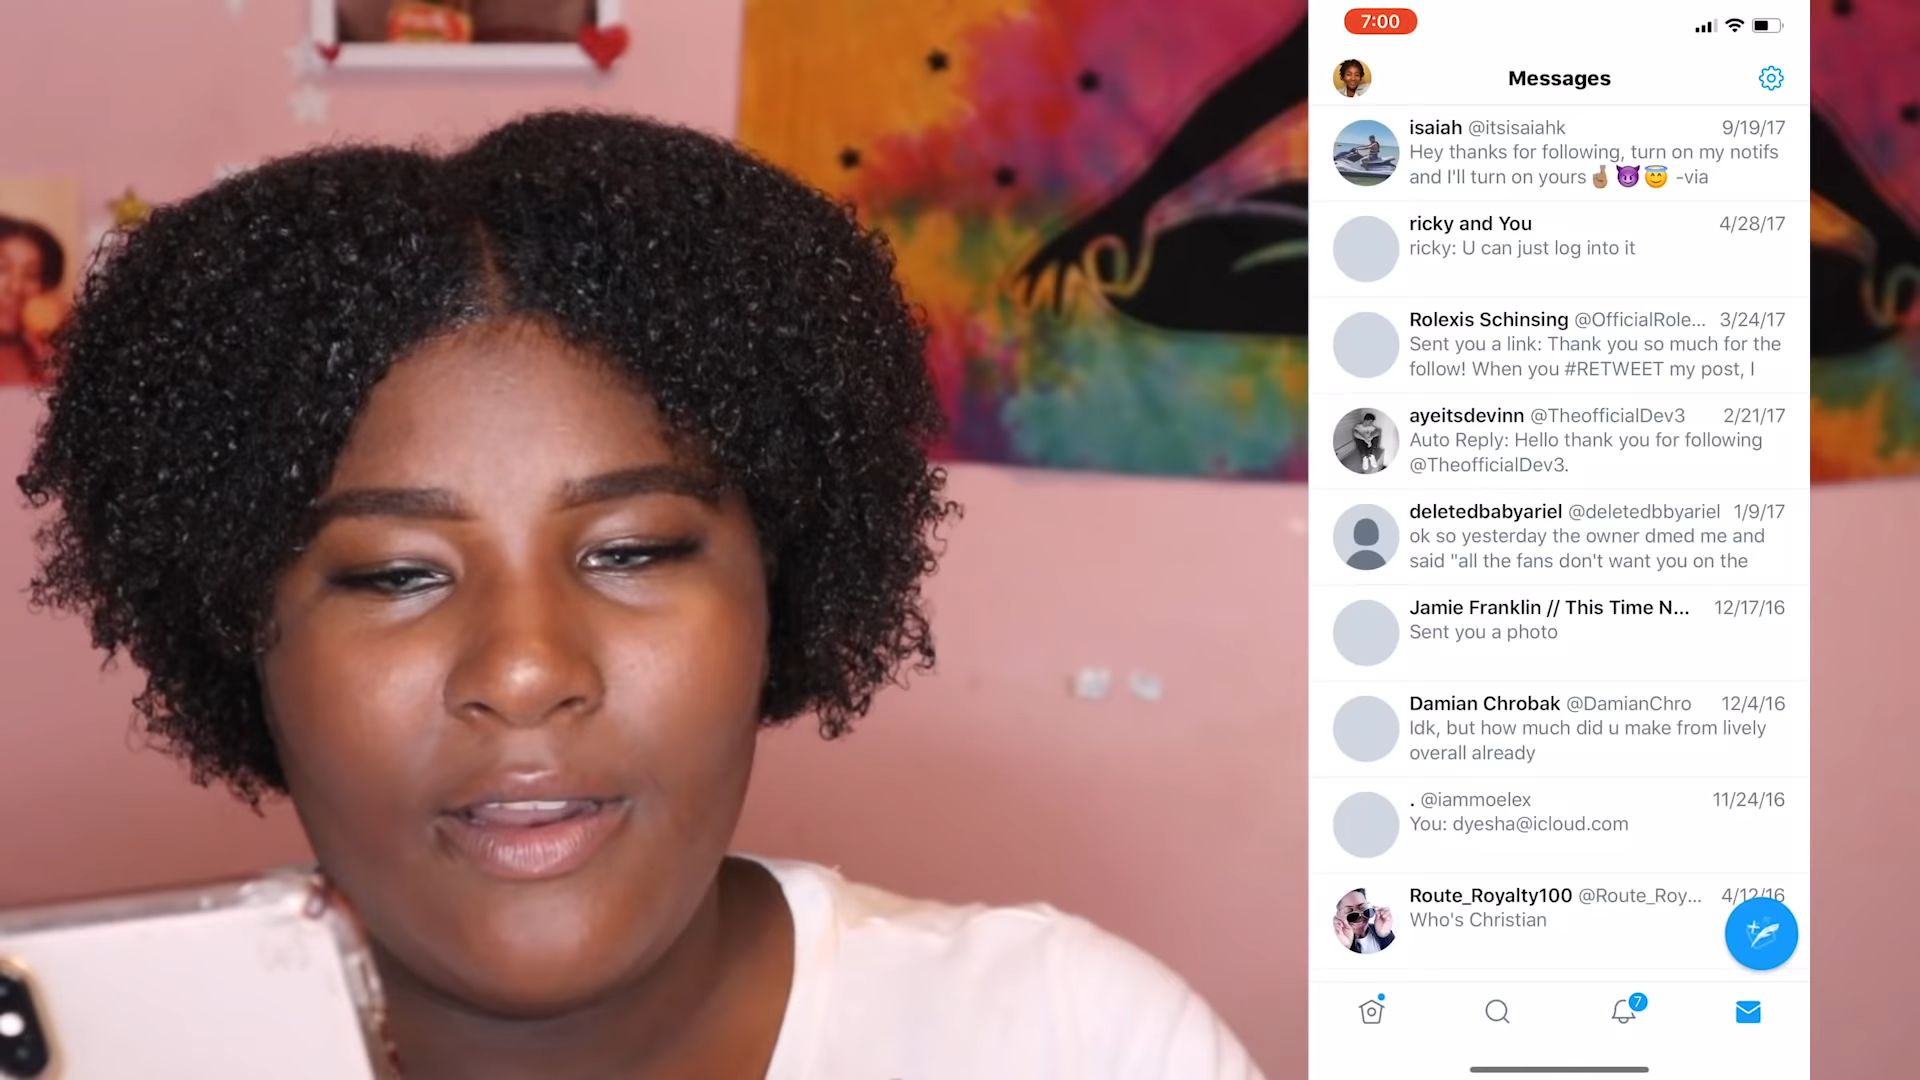 7:00
Messages
isaiah @itsisaiahk 9/19/17
Hey thanks for following, turn on my notifs
and I'll turn on yours🤞🏽😈😇 -via
ricky and You 4/28/17
ricky: U can just log into it
Rolexis Schinsing @OfficialRole... 3/24/17
Sent you a link: Thank you so much for the
follow! When you #RETWEET my post, I
ayeitsdevinn @TheofficialDev3 2/21/17
Auto Reply: Hello thank you for following
@TheofficialDev3.
deletedbabyariel @deletedbbyariel 1/9/17
ok so yesterday the owner dmed me and
said "all the fans don't want you on the
Jamie Franklin // This Time N... 12/17/16
Sent you a photo
Damian Chrobak @DamianChro 12/4/16
Idk, but how much did u make from lively
overall already
. @iammoelex 11/24/16
You: dyesha@icloud.com
Route_Royalty100 @Route_Roy... 4/12/16
Who's Christian
7